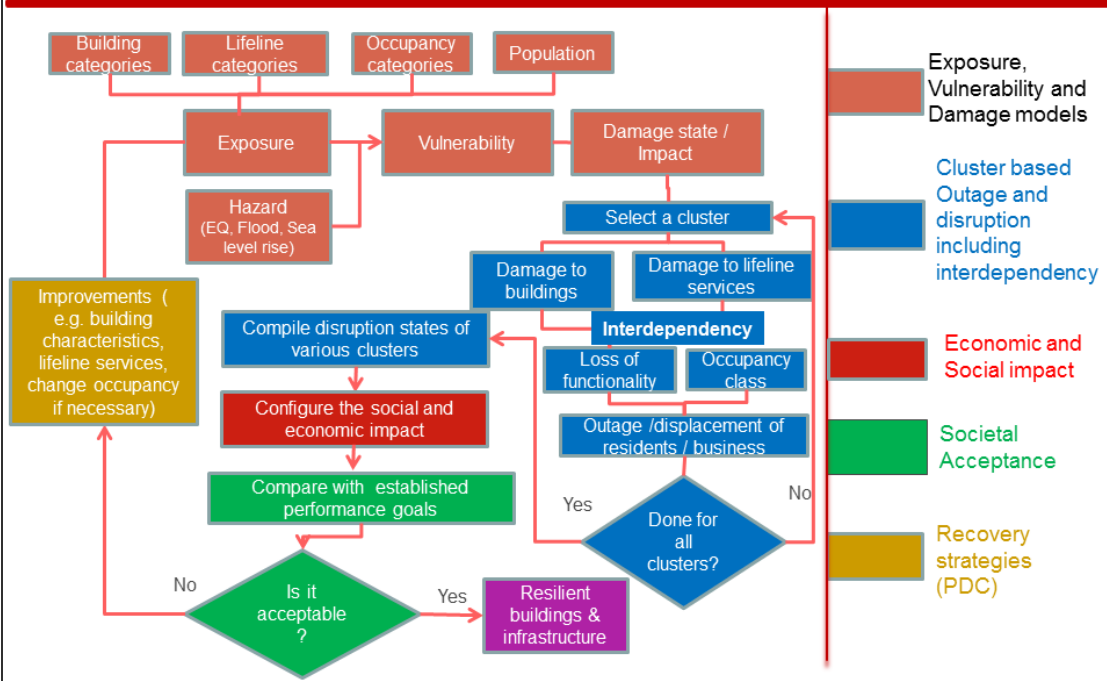 Building
categories
Lifeline
categories
Occupancy
categories
Population
Exposure
Vulnerability
Damage state /
Impact
Hazard
(EQ, Flood, Sea
level rise)
Select a cluster
Damage to
buildings
Damage to lifeline
services
Interdependency
Loss of
functionality
Occupancy
class
Outage /displacement of
residents / business
Done for
all
clusters?
Yes
No
Compile disruption states of
various clusters
Configure the social and
economic impact
Compare with established
performance goals
Is it
acceptable
?
No
Yes
Resilient
buildings &
infrastructure
Improvements (
e.g. building
characteristics,
lifeline services,
change occupancy
if necessary)
Exposure,
Vulnerability and
Damage models
Cluster based
Outage and
disruption
including
interdependency
Economic and
Social impact
Societal
Acceptance
Recovery
strategies
(PDC)